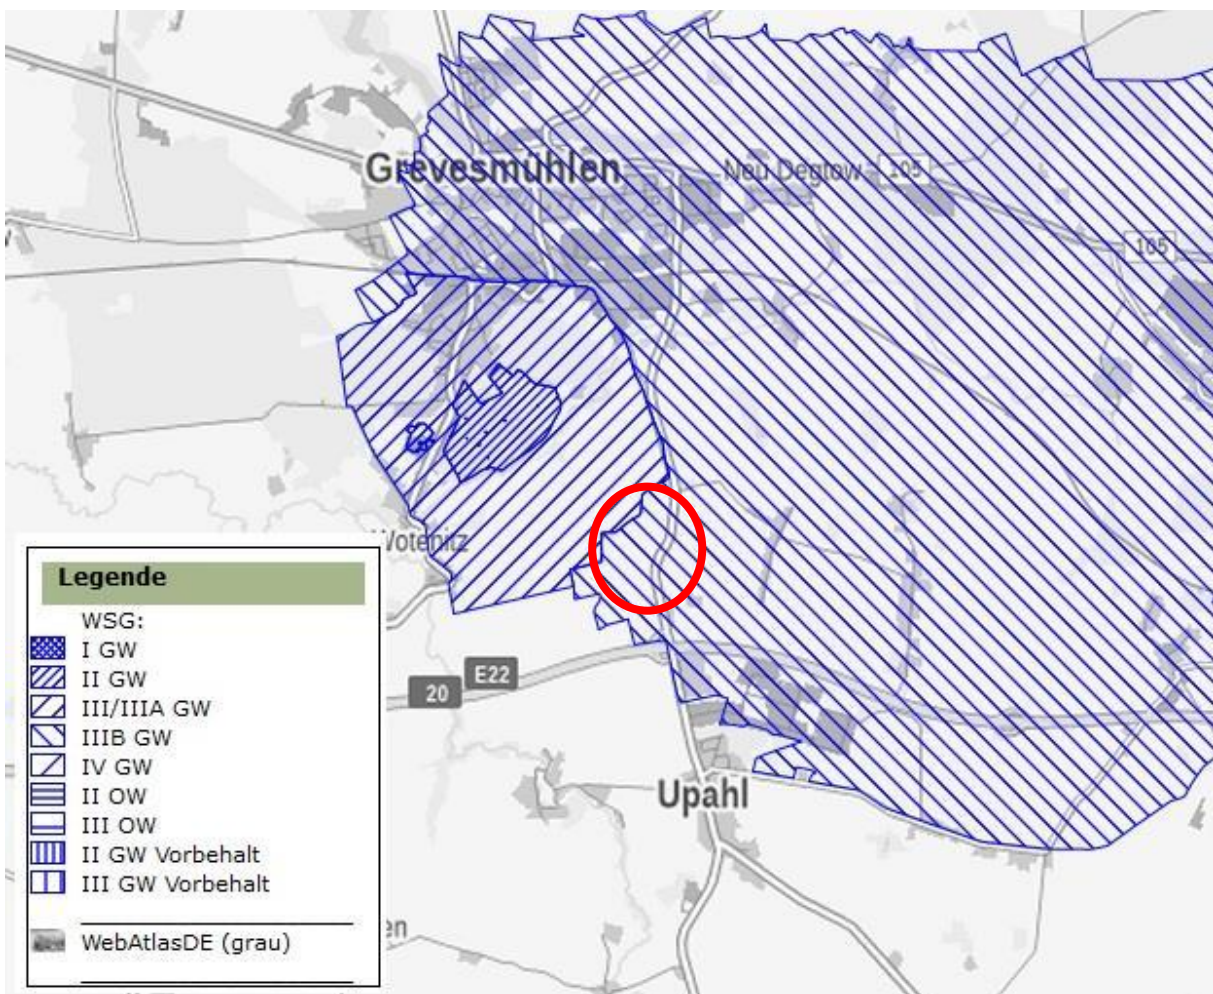 Grevesmühlen
Neu Degtow
105
105
Wotenitz
E22
20
Upahl
en
Legende
WSG:
I GW
II GW
III/IIIA GW
IIIB GW
IV GW
II OW
III OW
II GW Vorbehalt
III GW Vorbehalt
WebAtlasDE (grau)